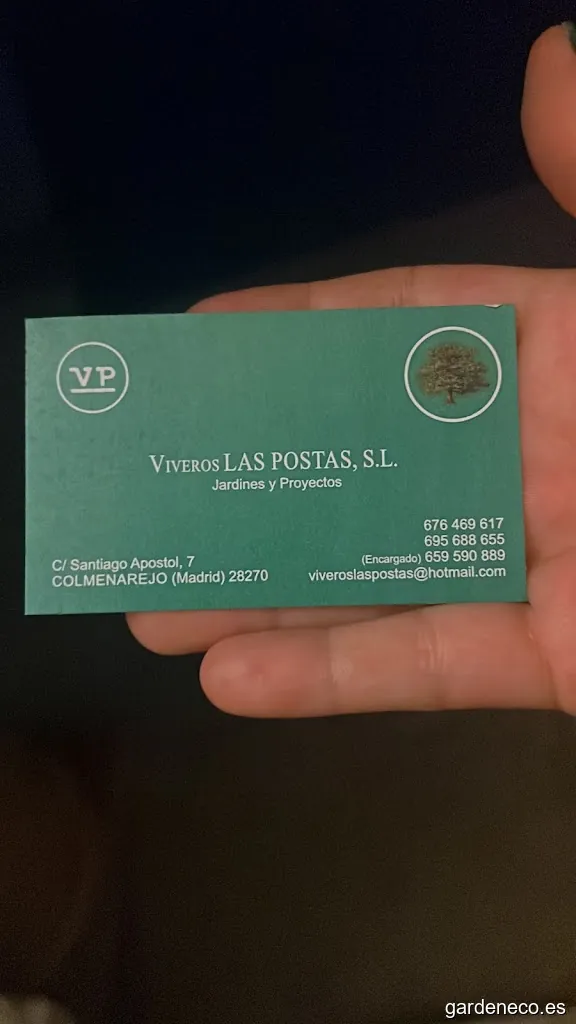 VP
VIVEROS LAS POSTAS, S.L.
Jardines y Proyectos
676 469 617
695 688 655
(Encargado) 659 590 889
viveroslaspostas@hotmail.com
C/ Santiago Apostol, 7
COLMENAREJO (Madrid) 28270
gardeneco.es